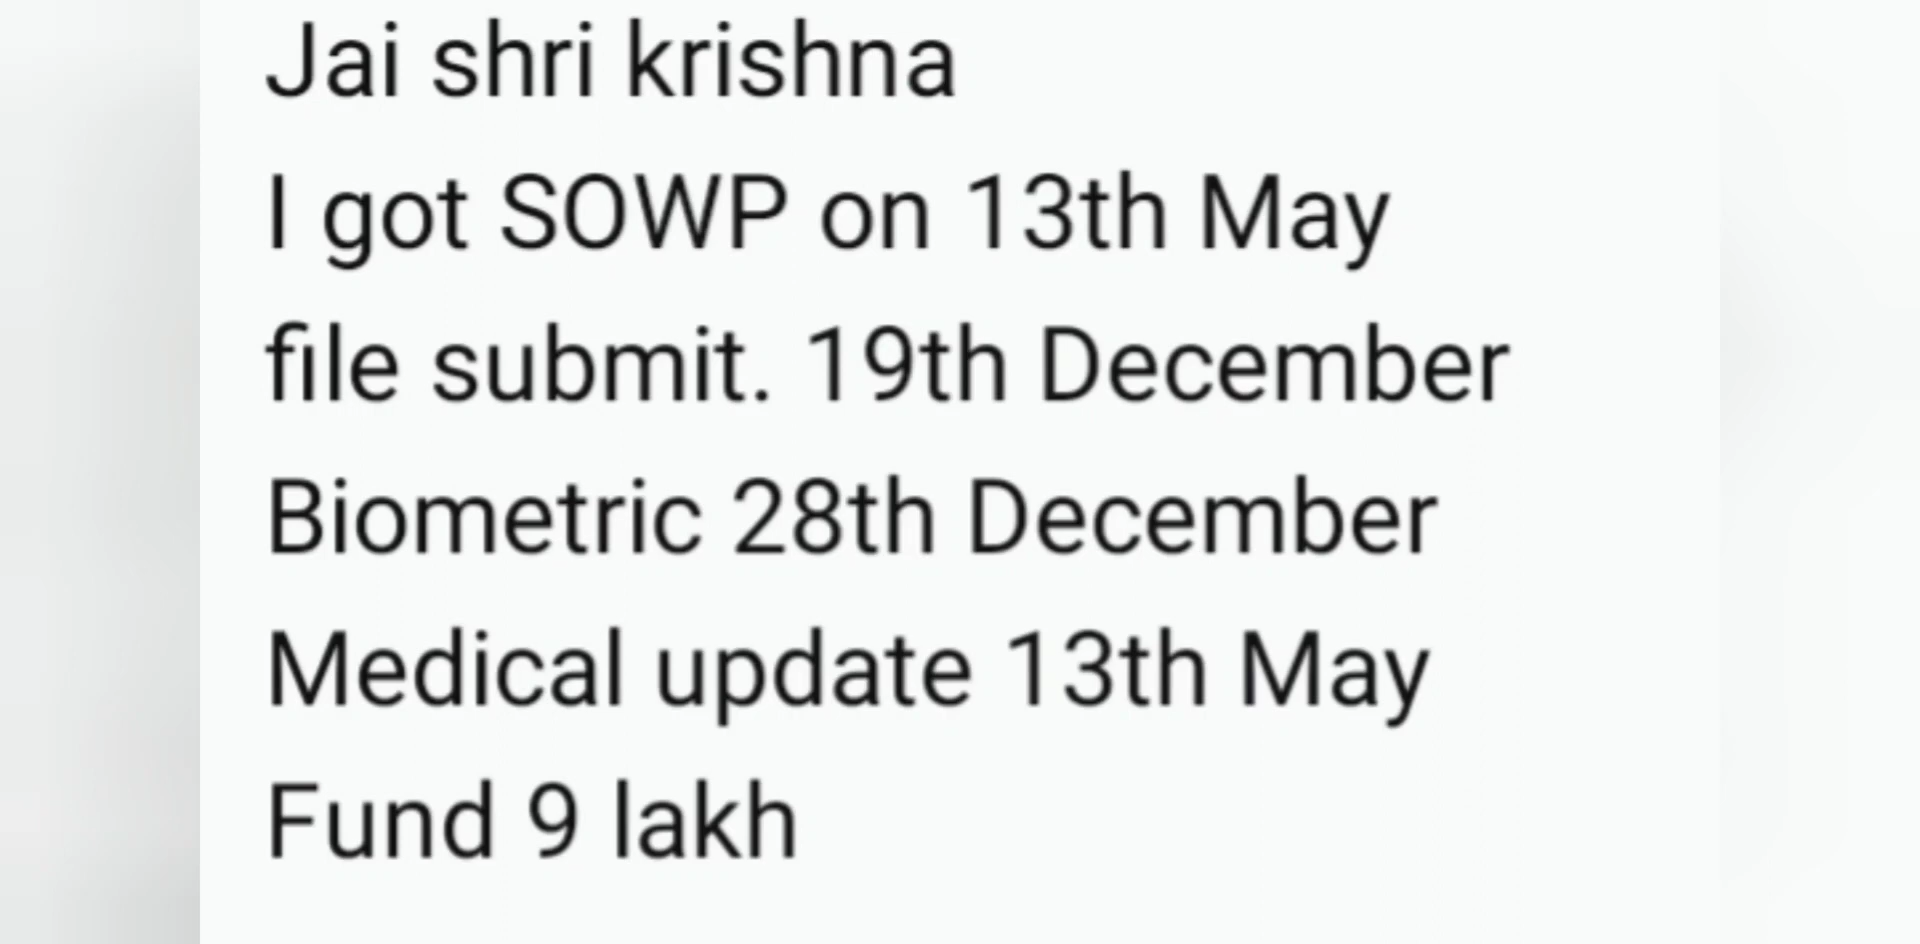 Jai shri krishna
I got SOWP on 13th May
file submit. 19th December
Biometric 28th December
Medical update 13th May
Fund 9 lakh